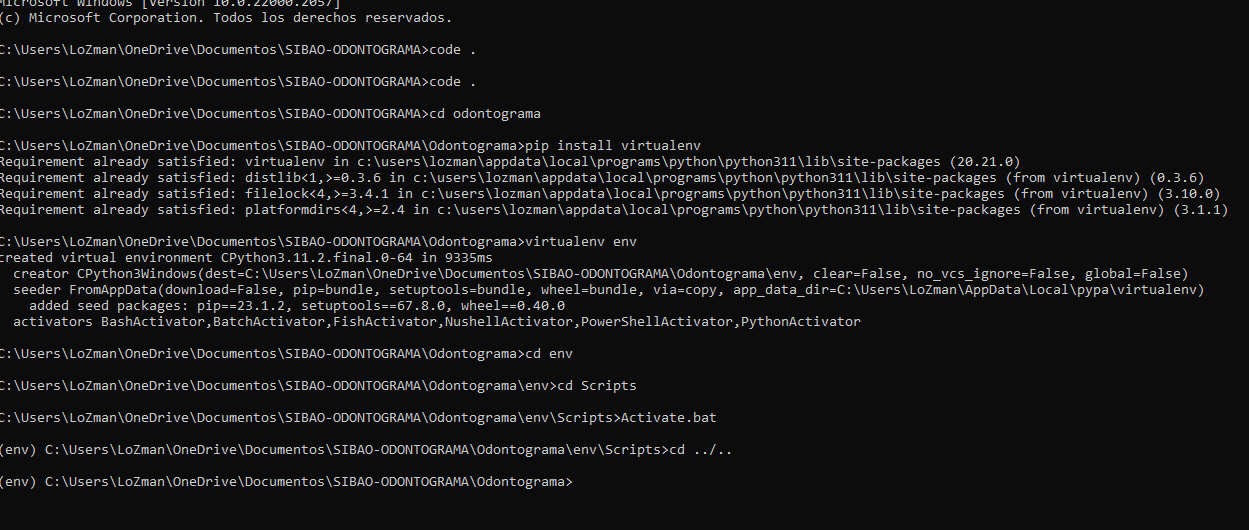 Microsoft Windows [Versión 10.0.22000.2057]
(c) Microsoft Corporation. Todos los derechos reservados.
C:\Users\LoZman\OneDrive\Documentos\SIBAO-ODONTOGRAMA>code .
C:\Users\LoZman\OneDrive\Documentos\SIBAO-ODONTOGRAMA>code .
C:\Users\LoZman\OneDrive\Documentos\SIBAO-ODONTOGRAMA>cd odontograma
C:\Users\LoZman\OneDrive\Documentos\SIBAO-ODONTOGRAMA\Odontograma>pip install virtualenv
Requirement already satisfied: virtualenv in c:\users\lozman\appdata\local\programs\python\python311\lib\site-packages (20.21.0)
Requirement already satisfied: distlib<1,>=0.3.6 in c:\users\lozman\appdata\local\programs\python\python311\lib\site-packages (from virtualenv) (0.3.6)
Requirement already satisfied: filelock<4,>=3.4.1 in c:\users\lozman\appdata\local\programs\python\python311\lib\site-packages (from virtualenv) (3.10.0)
Requirement already satisfied: platformdirs<4,>=2.4 in c:\users\lozman\appdata\local\programs\python\python311\lib\site-packages (from virtualenv) (3.1.1)
C:\Users\LoZman\OneDrive\Documentos\SIBAO-ODONTOGRAMA\Odontograma>virtualenv env
created virtual environment CPython3.11.2.final.0-64 in 9335ms
creator CPython3Windows(dest=C:\Users\LoZman\OneDrive\Documentos\SIBAO-ODONTOGRAMA\Odontograma\env, clear=False, no_vcs_ignore=False, global=False)
seeder FromAppData(download=False, pip=bundle, setuptools=bundle, wheel=bundle, via=copy, app_data_dir=C:\Users\LoZman\AppData\Local\pypa\virtualenv)
added seed packages: pip==23.1.2, setuptools==67.8.0, wheel==0.40.0
activators BashActivator,BatchActivator,FishActivator,NushellActivator,PowerShellActivator,PythonActivator
C:\Users\LoZman\OneDrive\Documentos\SIBAO-ODONTOGRAMA\Odontograma>cd env
C:\Users\LoZman\OneDrive\Documentos\SIBAO-ODONTOGRAMA\Odontograma\env>cd Scripts
C:\Users\LoZman\OneDrive\Documentos\SIBAO-ODONTOGRAMA\Odontograma\env\Scripts>Activate.bat
(env) C:\Users\LoZman\OneDrive\Documentos\SIBAO-ODONTOGRAMA\Odontograma\env\Scripts>cd ../..
(env) C:\Users\LoZman\OneDrive\Documentos\SIBAO-ODONTOGRAMA\Odontograma>